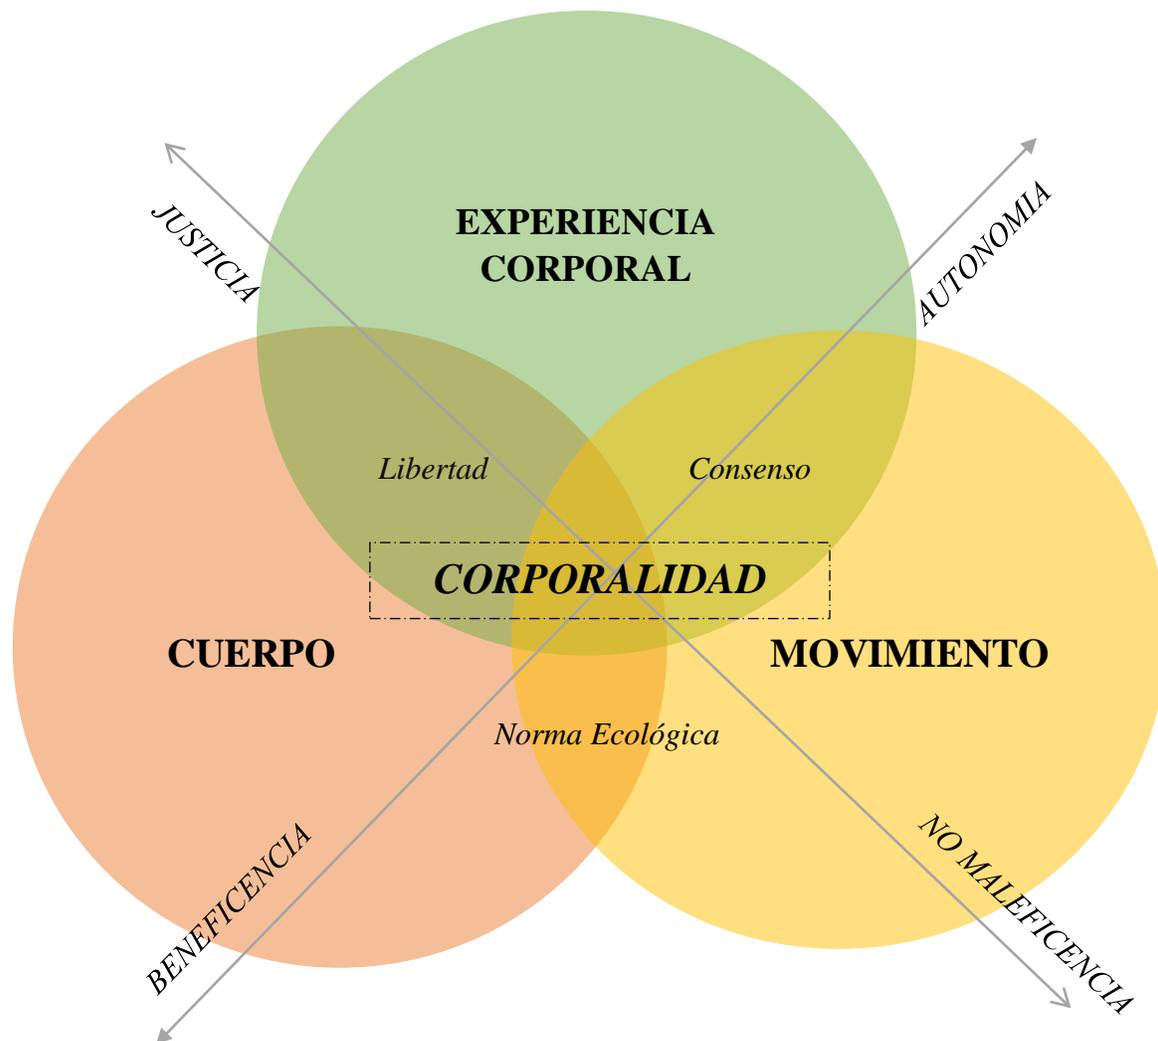 EXPERIENCIA
CORPORAL
JUSTICIA
AUTONOMIA
Libertad
Consenso
CORPORALIDAD
CUERPO
MOVIMIENTO
Norma Ecológica
BENEFICENCIA
NO MALEFICENCIA